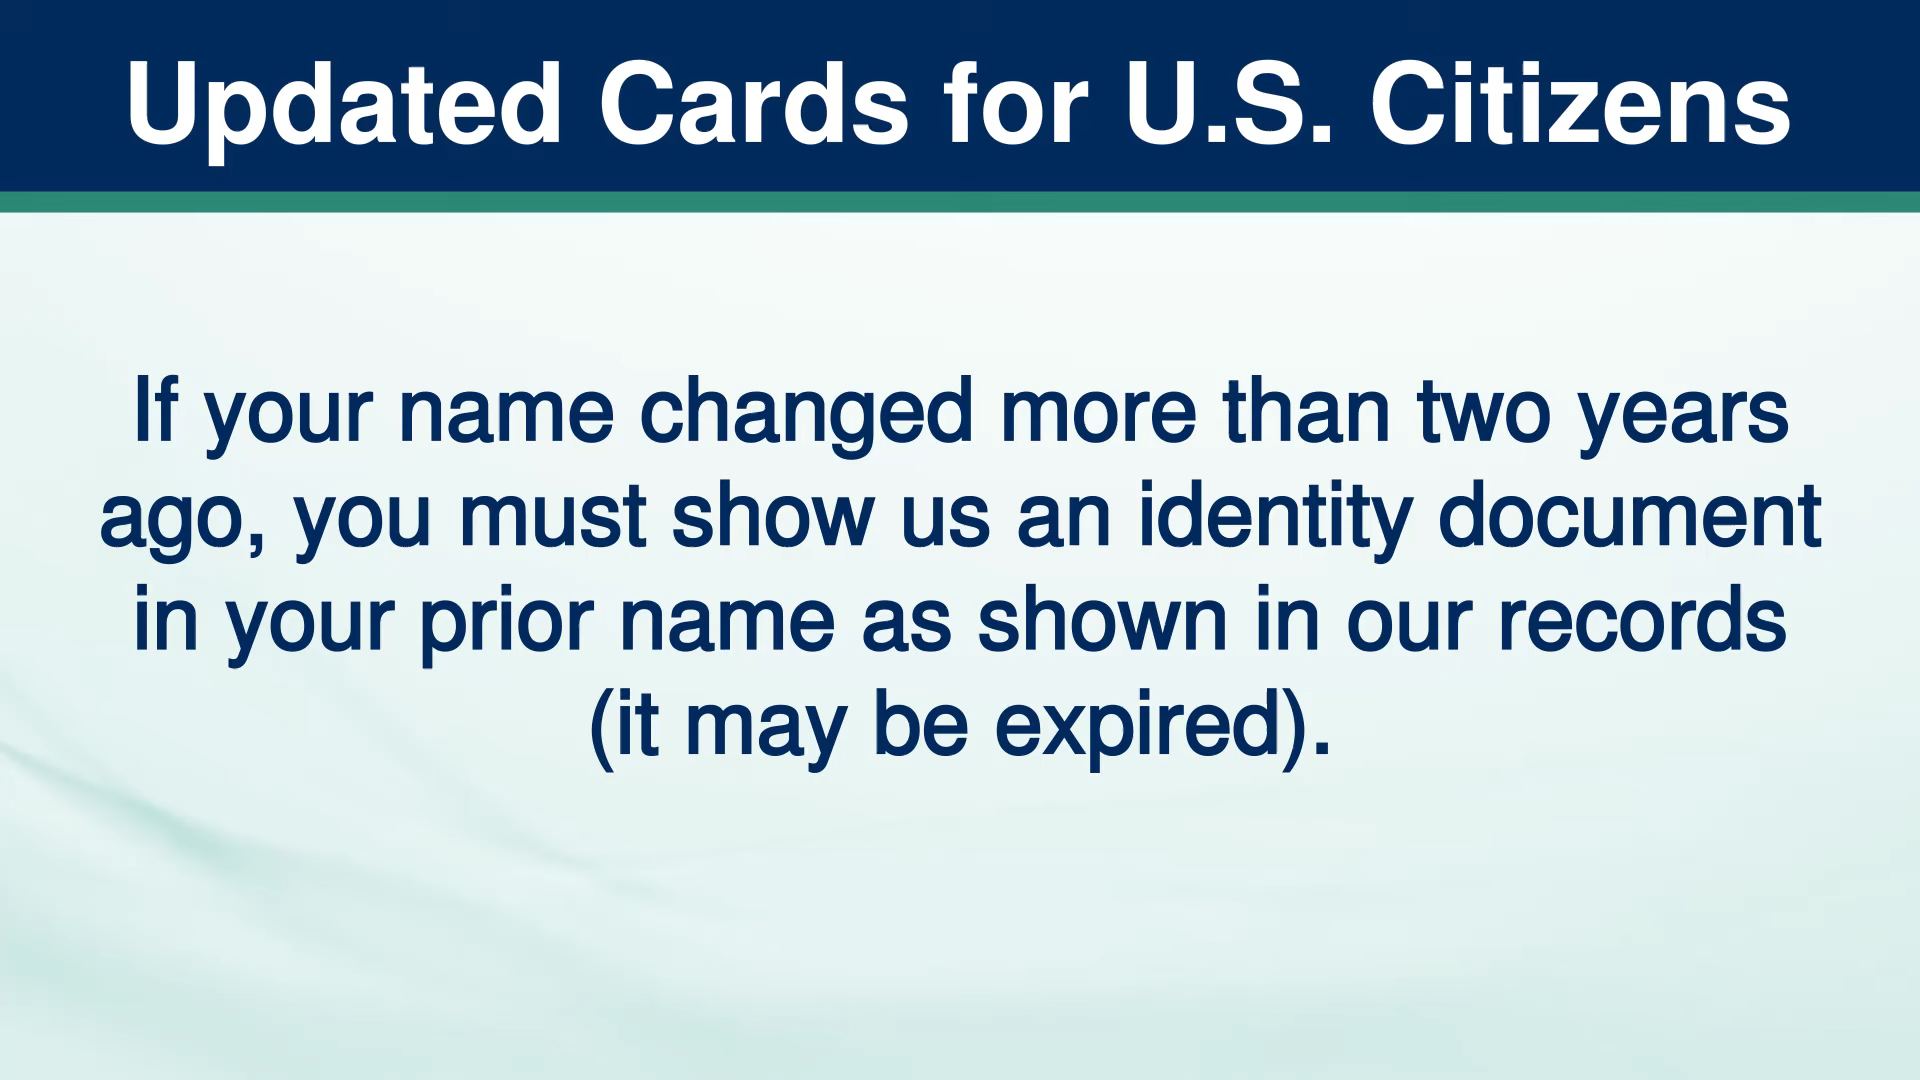 Updated Cards for U.S. Citizens
If your name changed more than two years
ago, you must show us an identity document
in your prior name as shown in our records
(it may be expired).